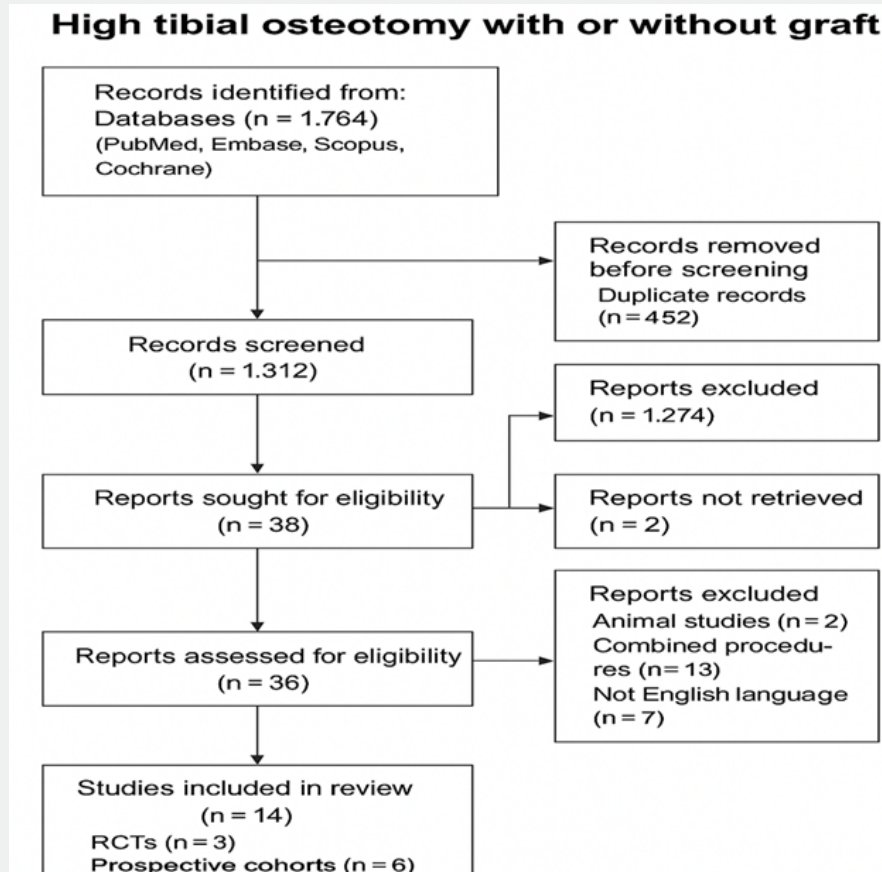 High tibial osteotomy with or without graft
Records identified from:
Databases (n = 1.764)
(PubMed, Embase, Scopus,
Cochrane)
Records removed
before screening
Duplicate records
(n=452)
Records screened
(n = 1.312)
Reports excluded
(n = 1.274)
Reports sought for eligibility
(n = 38)
Reports not retrieved
(n = 2)
Reports excluded
Animal studies (n=2)
Combined procedu-
res (n=13)
Not English language
(n=7)
Reports assessed for eligibility
(n = 36)
Studies included in review
(n = 14)
RCTs (n=3)
Prospective cohorts (n=6)